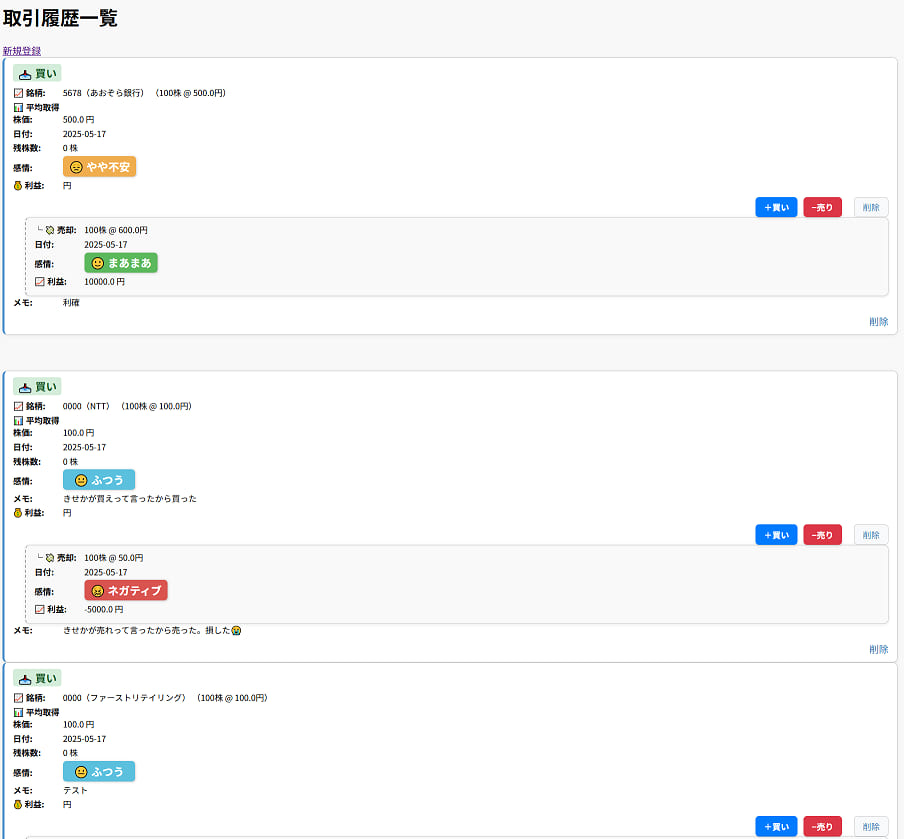 取引履歴一覧
新規登録
📥 買い
📈 銘柄: 5678（あおぞら銀行） （100株 @ 500.0円）
📊 平均取得
株価: 500.0 円
日付: 2025-05-17
残株数: 0 株
感情: 😟 やや不安
💰 利益: 円
＋買い －売り 削除
└ 💸 売却: 100株 @ 600.0円
日付: 2025-05-17
感情: 🙂 まあまあ
📈 利益: 10000.0 円
メモ: 利確
削除
📥 買い
📈 銘柄: 0000（NTT） （100株 @ 100.0円）
📊 平均取得
株価: 100.0 円
日付: 2025-05-17
残株数: 0 株
感情: 😐 ふつう
メモ: きせかが買えって言ったから買った
💰 利益: 円
＋買い －売り 削除
└ 💸 売却: 100株 @ 50.0円
日付: 2025-05-17
感情: 😖 ネガティブ
📈 利益: -5000.0 円
メモ: きせかが売れって言ったから売った。損した😭
削除
📥 買い
📈 銘柄: 0000（ファーストリテイリング） （100株 @ 100.0円）
📊 平均取得
株価: 100.0 円
日付: 2025-05-17
残株数: 0 株
感情: 😐 ふつう
メモ: テスト
💰 利益: 円
＋買い －売り 削除